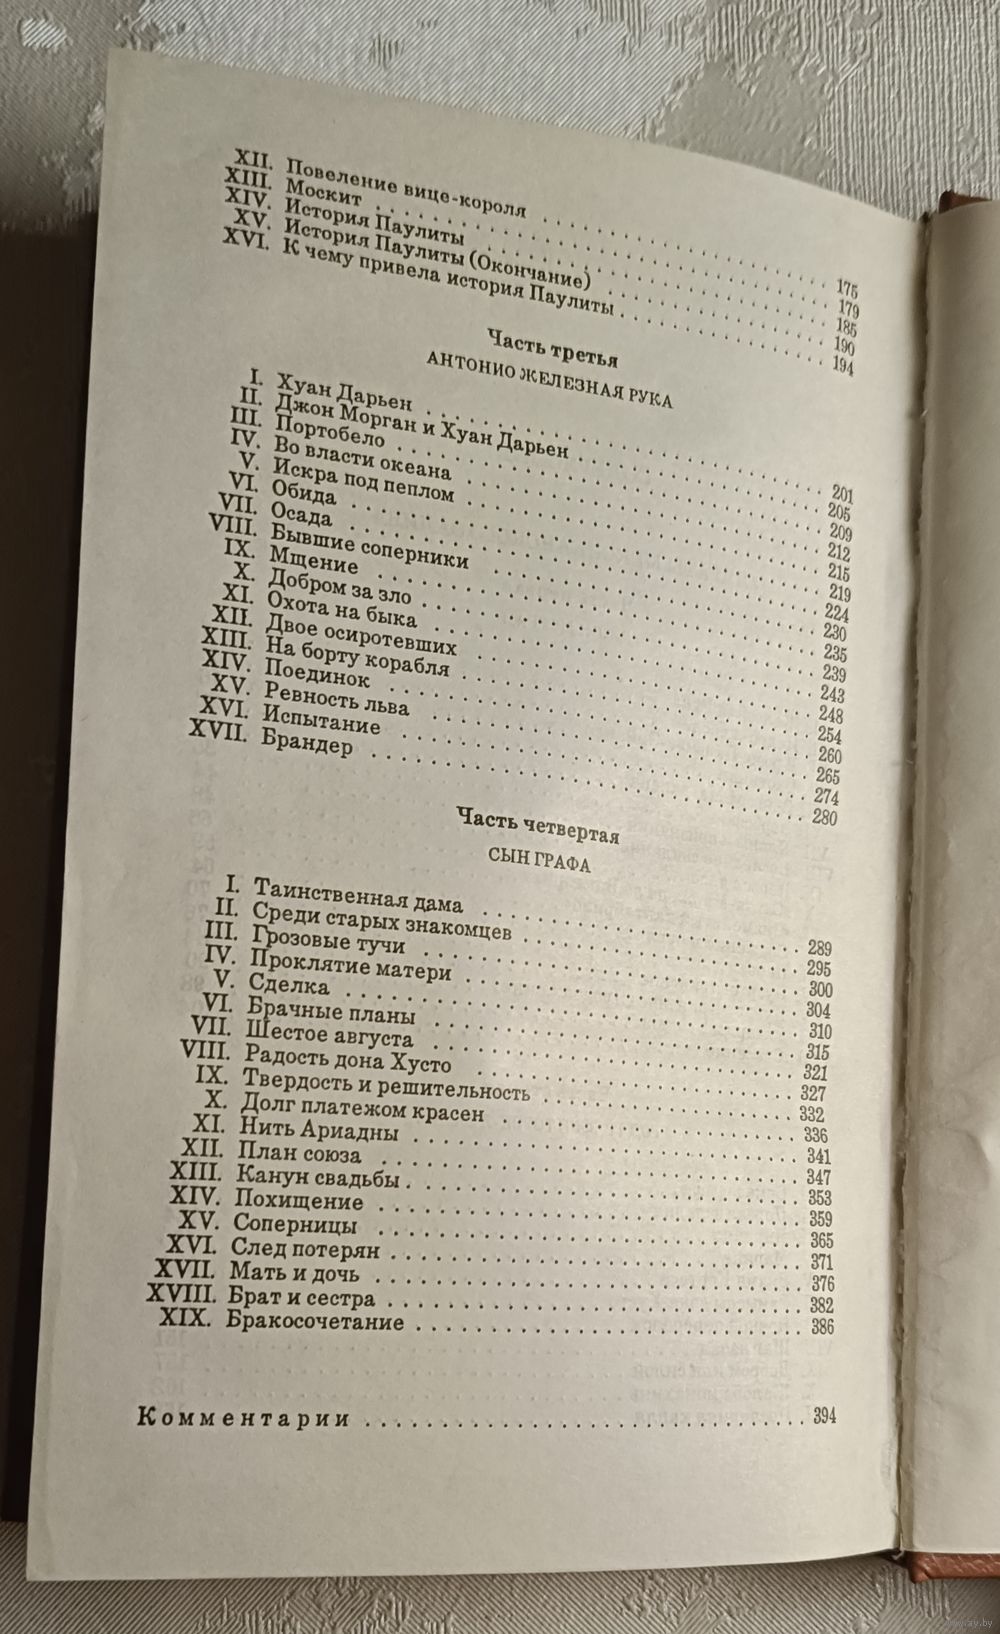 XII. Повеление вице-короля . . . 175
XIII. Москит . . . 179
XIV. История Паулиты . . . 185
XV. История Паулиты (Окончание) . . . 190
XVI. К чему привела история Паулиты . . . 194
Часть третья
АНТОНИО ЖЕЛЕЗНАЯ РУКА
I. Хуан Дарьен . . . 201
II. Джон Морган и Хуан Дарьен . . . 205
III. Портобело . . . 209
IV. Во власти океана . . . 212
V. Искра под пеплом . . . 215
VI. Обида . . . 219
VII. Осада . . . 224
VIII. Бывшие соперники . . . 230
IX. Мщение . . . 235
X. Добром за зло . . . 239
XI. Охота на быка . . . 243
XII. Двое осиротевших . . . 248
XIII. На борту корабля . . . 254
XIV. Поединок . . . 260
XV. Ревность льва . . . 265
XVI. Испытание . . . 274
XVII. Брандер . . . 280
Часть четвертая
СЫН ГРАФА
I. Таинственная дама . . . 289
II. Среди старых знакомцев . . . 295
III. Грозовые тучи . . . 300
IV. Проклятие матери . . . 304
V. Сделка . . . 310
VI. Брачные планы . . . 315
VII. Шестое августа . . . 321
VIII. Радость дона Хусто . . . 327
IX. Твердость и решительность . . . 332
X. Долг платежом красен . . . 336
XI. Нить Ариадны . . . 341
XII. План союза . . . 347
XIII. Канун свадьбы . . . 353
XIV. Похищение . . . 359
XV. Соперницы . . . 365
XVI. След потерян . . . 371
XVII. Мать и дочь . . . 376
XVIII. Брат и сестра . . . 382
XIX. Бракосочетание . . . 386
Комментарии . . . 394
www.ay.by